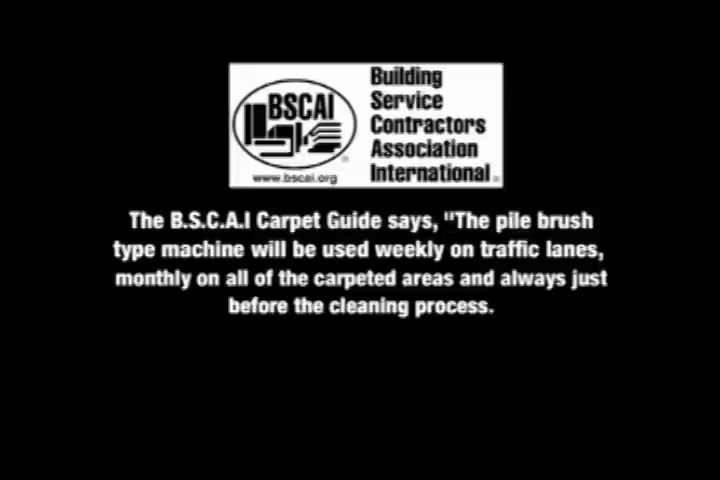 BSCAI
®
www.bscai.org
Building
Service
Contractors
Association
International®
The B.S.C.A.I Carpet Guide says, "The pile brush
type machine will be used weekly on traffic lanes,
monthly on all of the carpeted areas and always just
before the cleaning process.